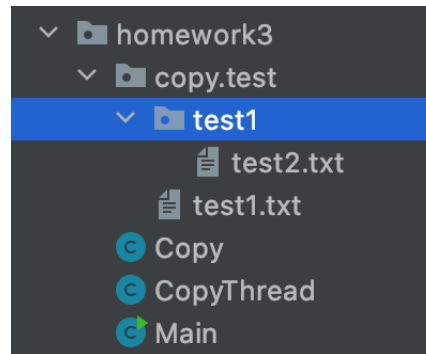 homework3
copy.test
test1
test2.txt
test1.txt
C Copy
C CopyThread
C Main